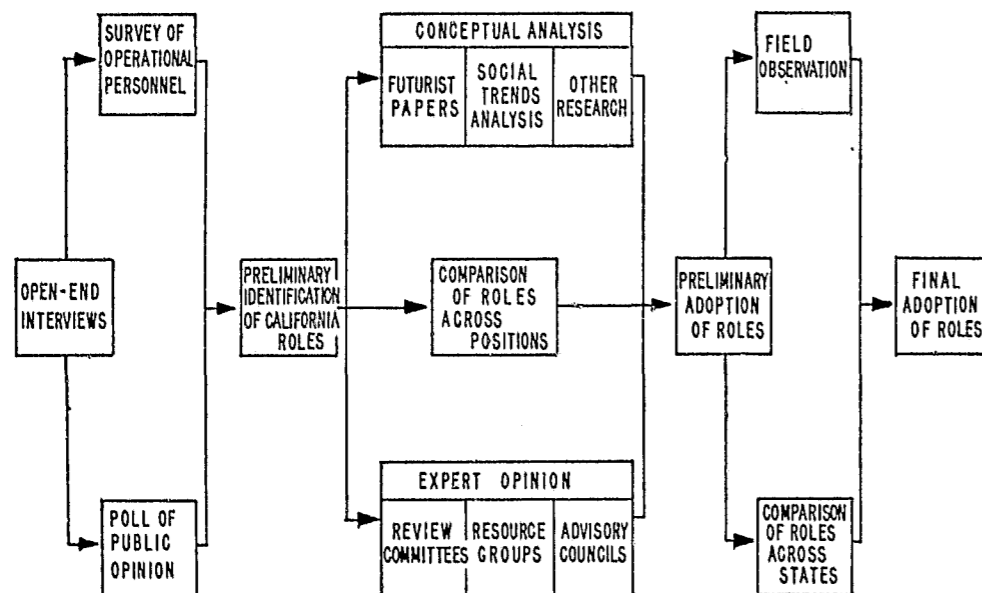 SURVEY OF
OPERATIONAL
PERSONNEL
CONCEPTUAL ANALYSIS
FUTURIST
PAPERS
SOCIAL
TRENDS
ANALYSIS
OTHER
RESEARCH
FIELD
OBSERVATION
OPEN-END
INTERVIEWS
PRELIMINARY
IDENTIFICATION
OF CALIFORNIA
ROLES
COMPARISON
OF ROLES
ACROSS
POSITIONS
PRELIMINARY
ADOPTION
OF ROLES
FINAL
ADOPTION
OF ROLES
POLL OF
PUBLIC
OPINION
EXPERT OPINION
REVIEW
COMMITTEES
RESOURCE
GROUPS
ADVISORY
COUNCILS
COMPARISON
OF ROLES
ACROSS
STATES